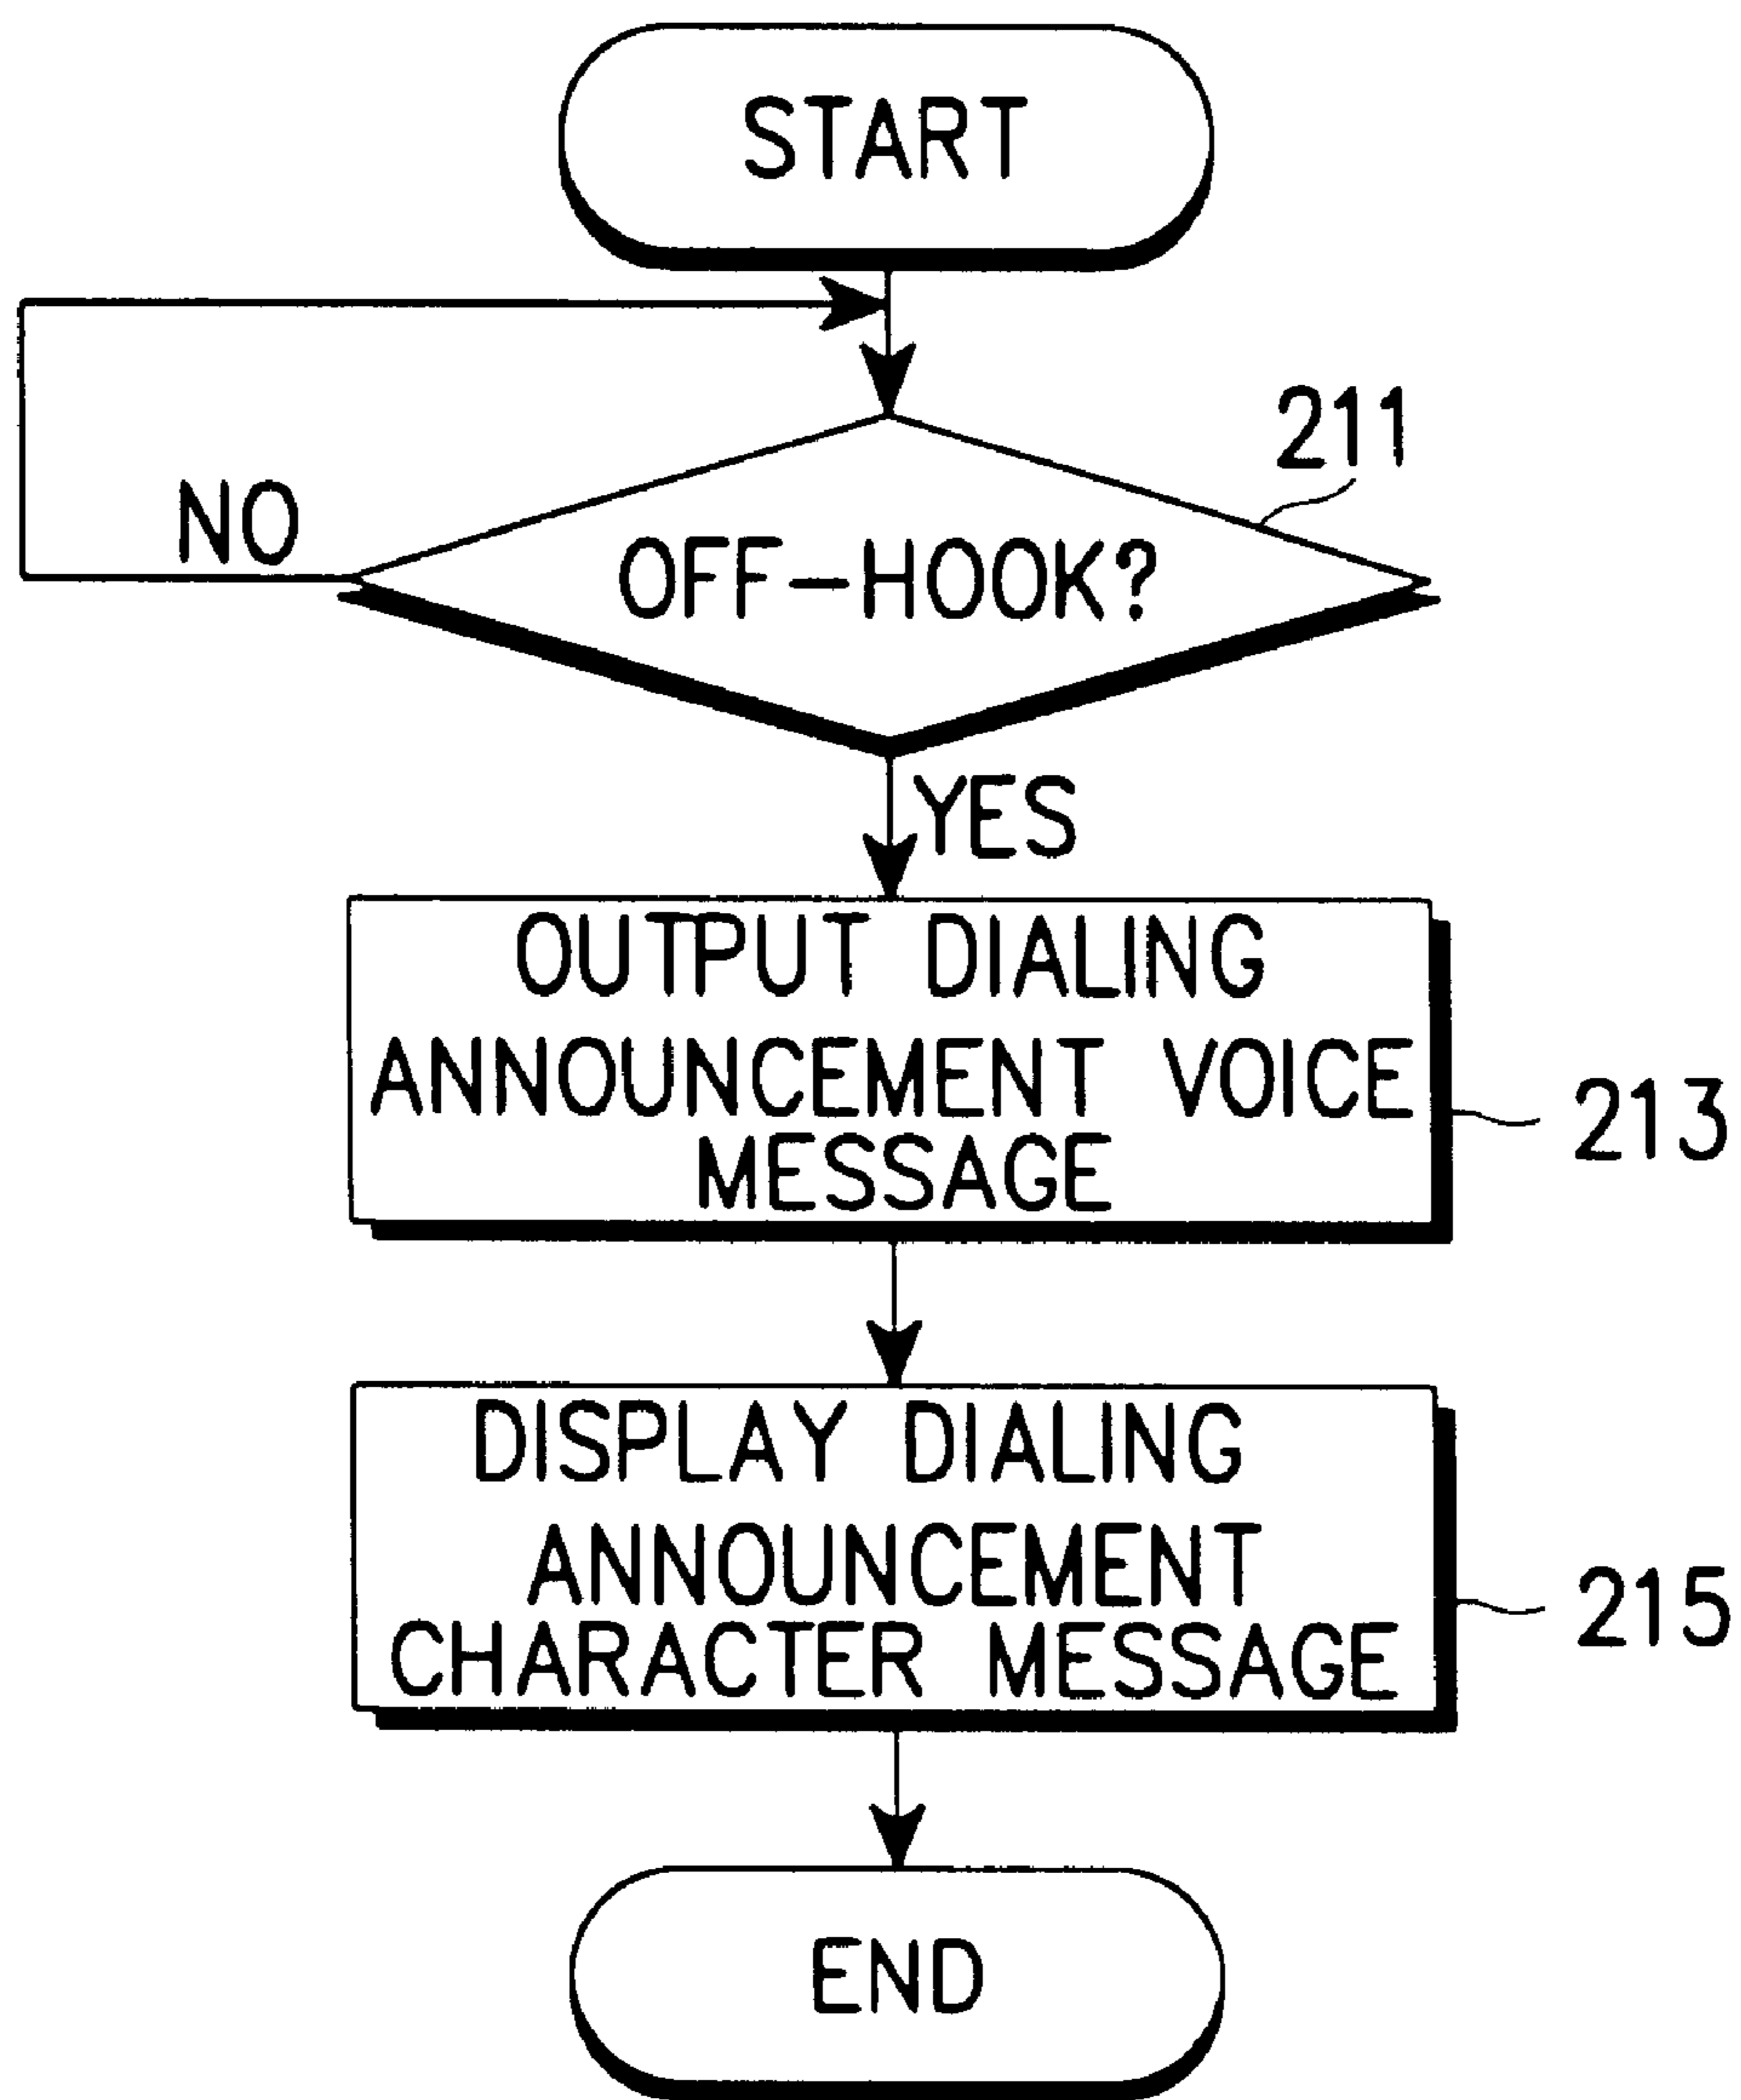 START
211
NO
OFF-HOOK?
YES
OUTPUT DIALING
ANNOUNCEMENT VOICE
MESSAGE
213
DISPLAY DIALING
ANNOUNCEMENT
CHARACTER MESSAGE
215
END